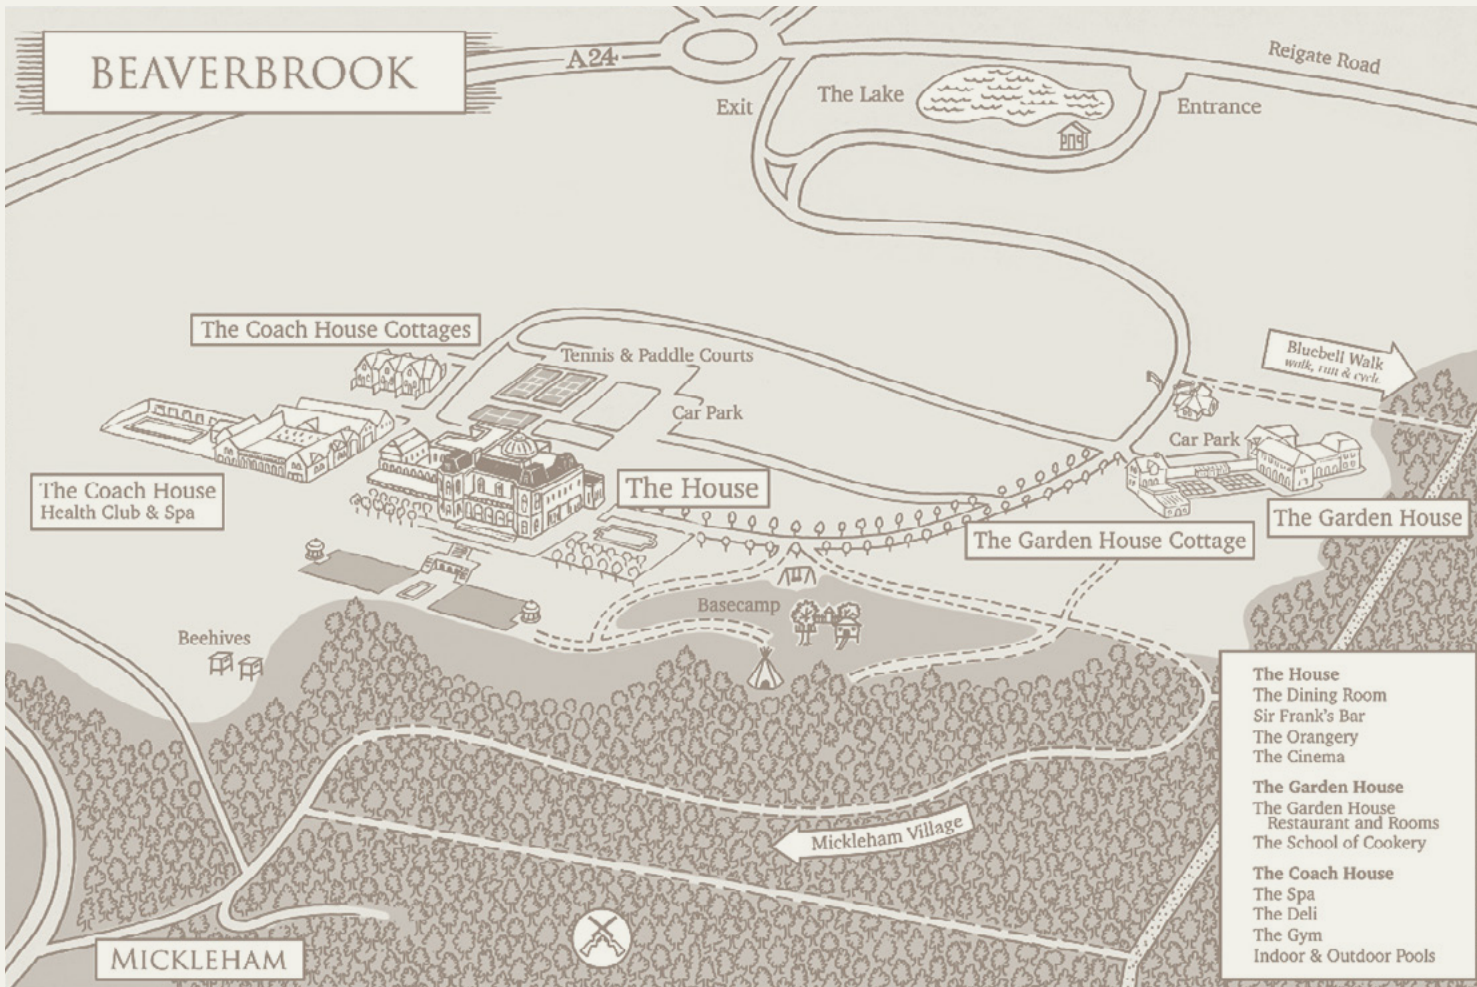 BEAVERBROOK
A24
Reigate Road
Exit
The Lake
Entrance
The Coach House Cottages
Tennis & Paddle Courts
Bluebell Walk
walk, run & cycle
Car Park
Car Park
The Coach House
Health Club & Spa
The House
The Garden House
The Garden House Cottage
Basecamp
Beehives
Mickleham Village
MICKLEHAM
The House
The Dining Room
Sir Frank's Bar
The Orangery
The Cinema
The Garden House
The Garden House
Restaurant and Rooms
The School of Cookery
The Coach House
The Spa
The Deli
The Gym
Indoor & Outdoor Pools